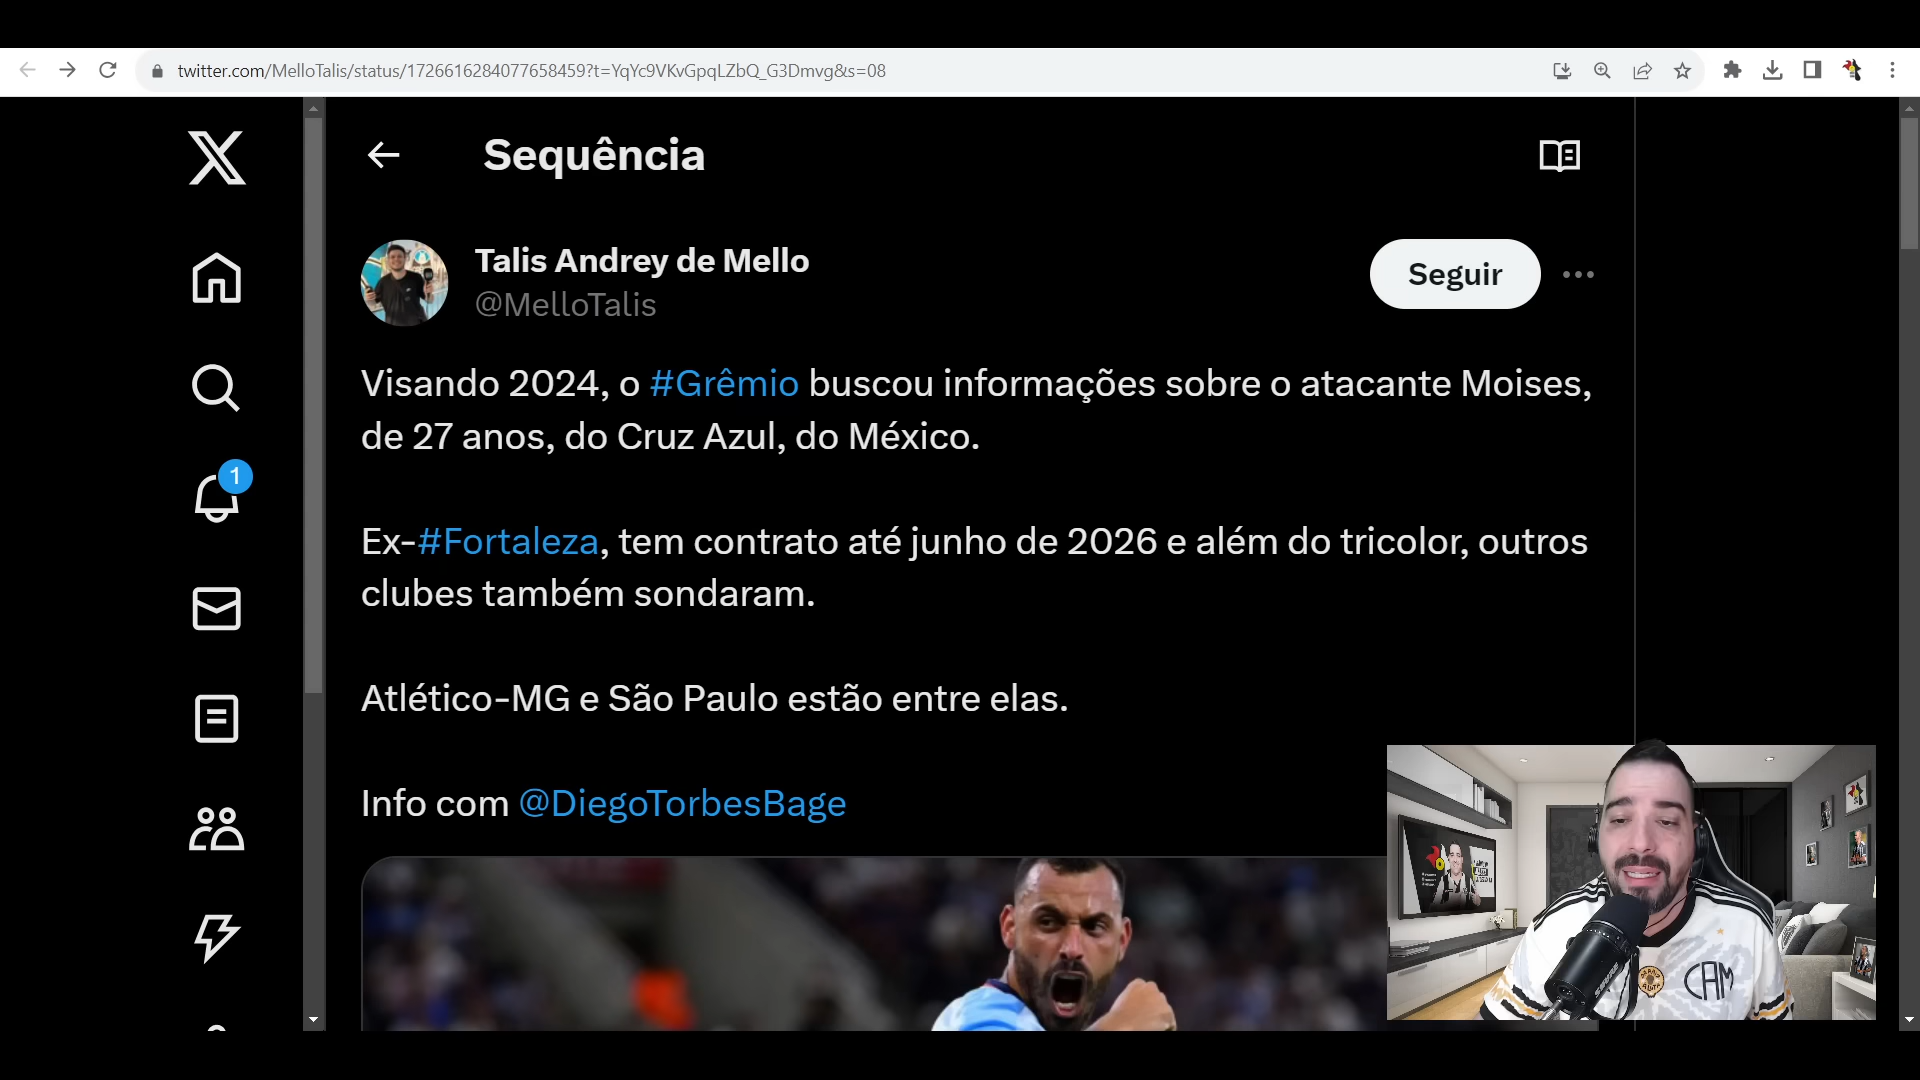 twitter.com/MelloTalis/status/1726616284077658459?t=YqYc9VKvGpqLZbQ_G3Dmvg&s=08
Sequência
Talis Andrey de Mello
@MelloTalis
Seguir
Visando 2024, o #Grêmio buscou informações sobre o atacante Moises,
de 27 anos, do Cruz Azul, do México.
1
Ex-#Fortaleza, tem contrato até junho de 2026 e além do tricolor, outros
clubes também sondaram.
Atlético-MG e São Paulo estão entre elas.
Info com @DiegoTorbesBage
CAM